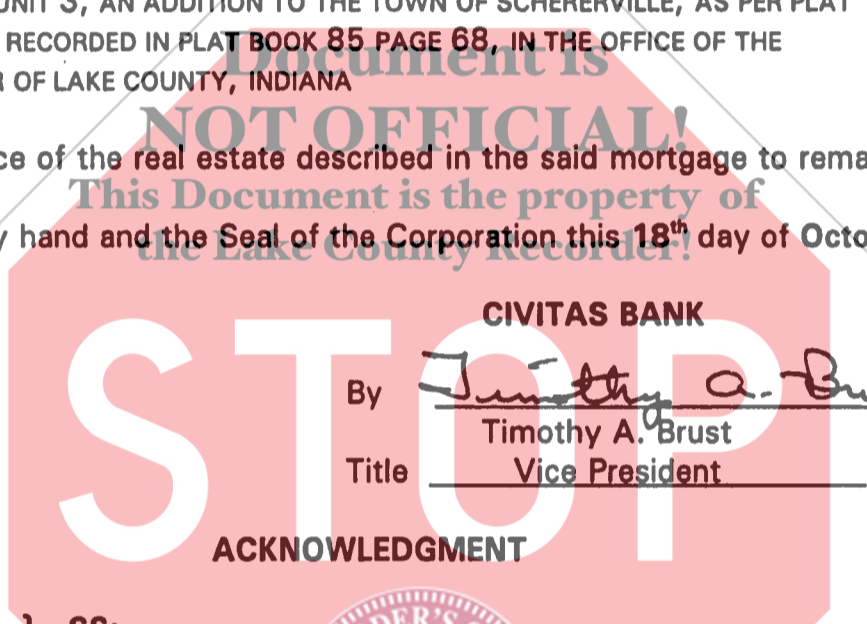 UNIT 3, AN ADDITION TO THE TOWN OF SCHERERVILLE, AS PER PLAT
RECORDED IN PLAT BOOK 85 PAGE 68, IN THE OFFICE OF THE
OF LAKE COUNTY, INDIANA
Document is
NOT OFFICIAL!
of the real estate described in the said mortgage to rema
This Document is the property of
hand and the Seal of the Corporation this 18th day of Octo
the Lake County Recorder!
STOP
CIVITAS BANK
By Timothy A. Bru
Timothy A. Brust
Title Vice President
ACKNOWLEDGMENT
DER'S